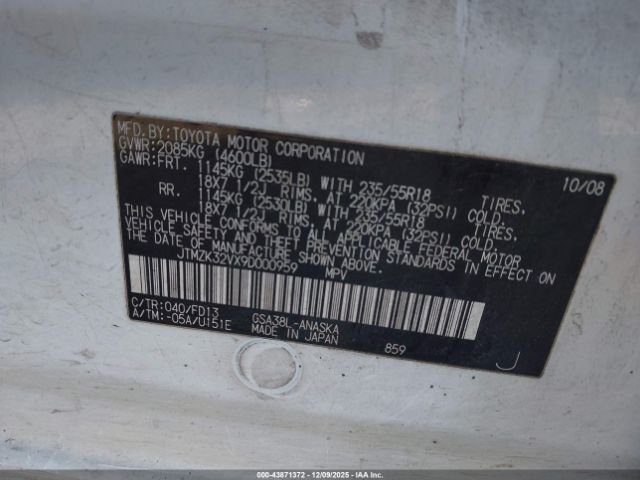 MFD.BY:TOYOTA MOTOR CORPORATION 10/08
GVWR:2085KG (4600LB)
GAWR:FRT. 1145KG (2535LB) WITH 235/55R18 TIRES,
18X7 1/2J RIMS, AT 220KPA (32PSI) COLD.
RR. 1145KG (2530LB) WITH 235/55R18 TIRES,
18X7 1/2J RIMS, AT 220KPA (32PSI) COLD.
THIS VEHICLE CONFORMS TO ALL APPLICABLE FEDERAL MOTOR
VEHICLE SAFETY AND THEFT PREVENTION STANDARDS IN EFFECT ON
THE DATE OF MANUFACTURE SHOWN ABOVE.
JTMZK32VX9D000959 MPV
C/TR:040/FD13 GSA38L-ANASKA
A/TM:-05A/U151E MADE IN JAPAN 859
J
000-43871372 - 12/09/2025 - IAA Inc.